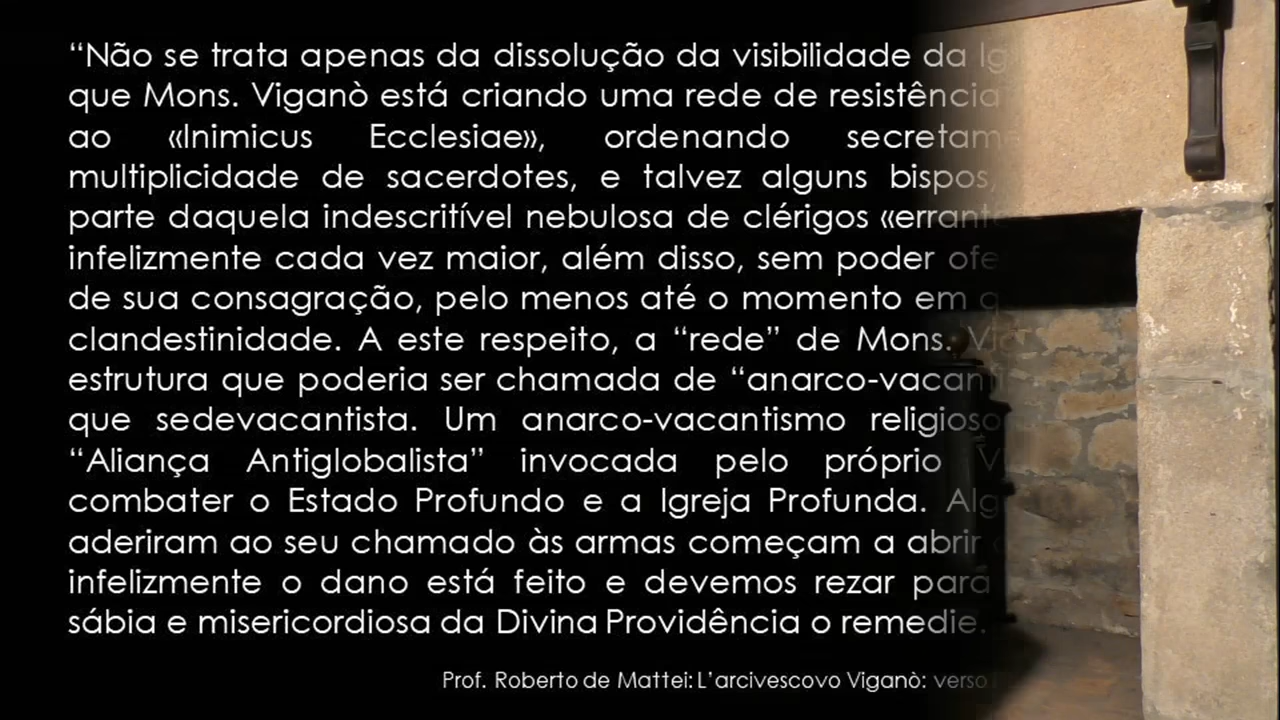 “Não se trata apenas da dissolução da visibilidade da
que Mons. Viganò está criando uma rede de resistência
ao «Inimicus Ecclesiae», ordenando
multiplicidade de sacerdotes, e talvez alguns bispos,
parte daquela indescritível nebulosa de clérigos
infelizmente cada vez maior, além disso, sem poder
de sua consagração, pelo menos até o momento em
clandestinidade. A este respeito, a “rede” de Mons.
estrutura que poderia ser chamada de
que sedevacantista. Um anarco-vacantismo religioso
“Aliança Antiglobalista” invocada pelo próprio
combater o Estado Profundo e a Igreja Profunda.
aderiram ao seu chamado às armas começam a abrir
infelizmente o dano está feito e devemos rezar para
sábia e misericordiosa da Divina Providência o remedie.
Prof. Roberto de Mattei: L’arcivescovo Viganò: verso